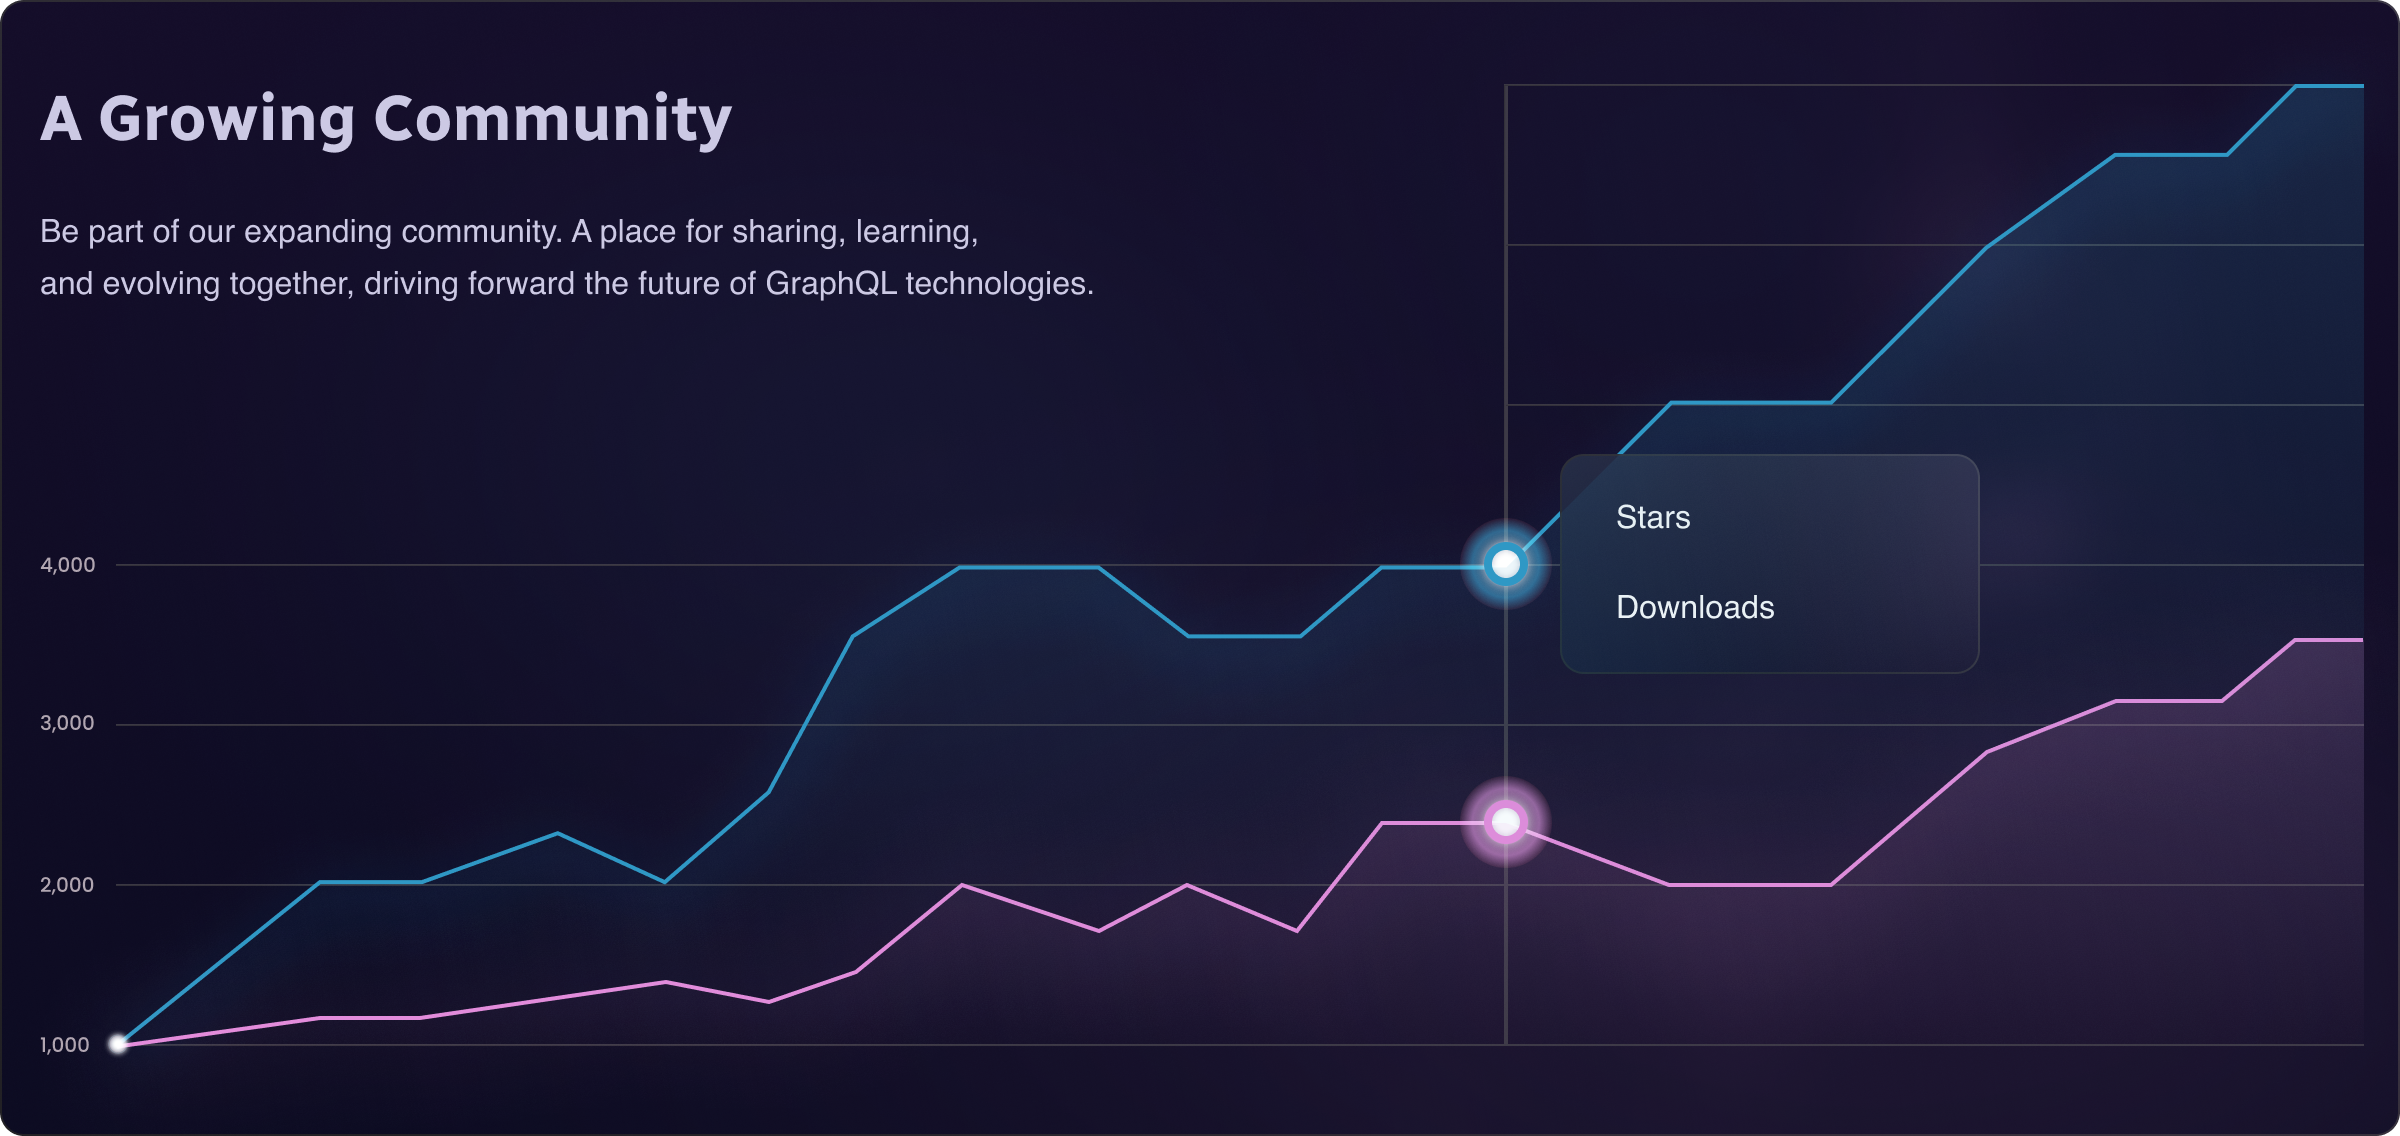 A Growing Community
Be part of our expanding community. A place for sharing, learning,
and evolving together, driving forward the future of GraphQL technologies.
Stars
4,000
Downloads
3,000
2,000
1,000